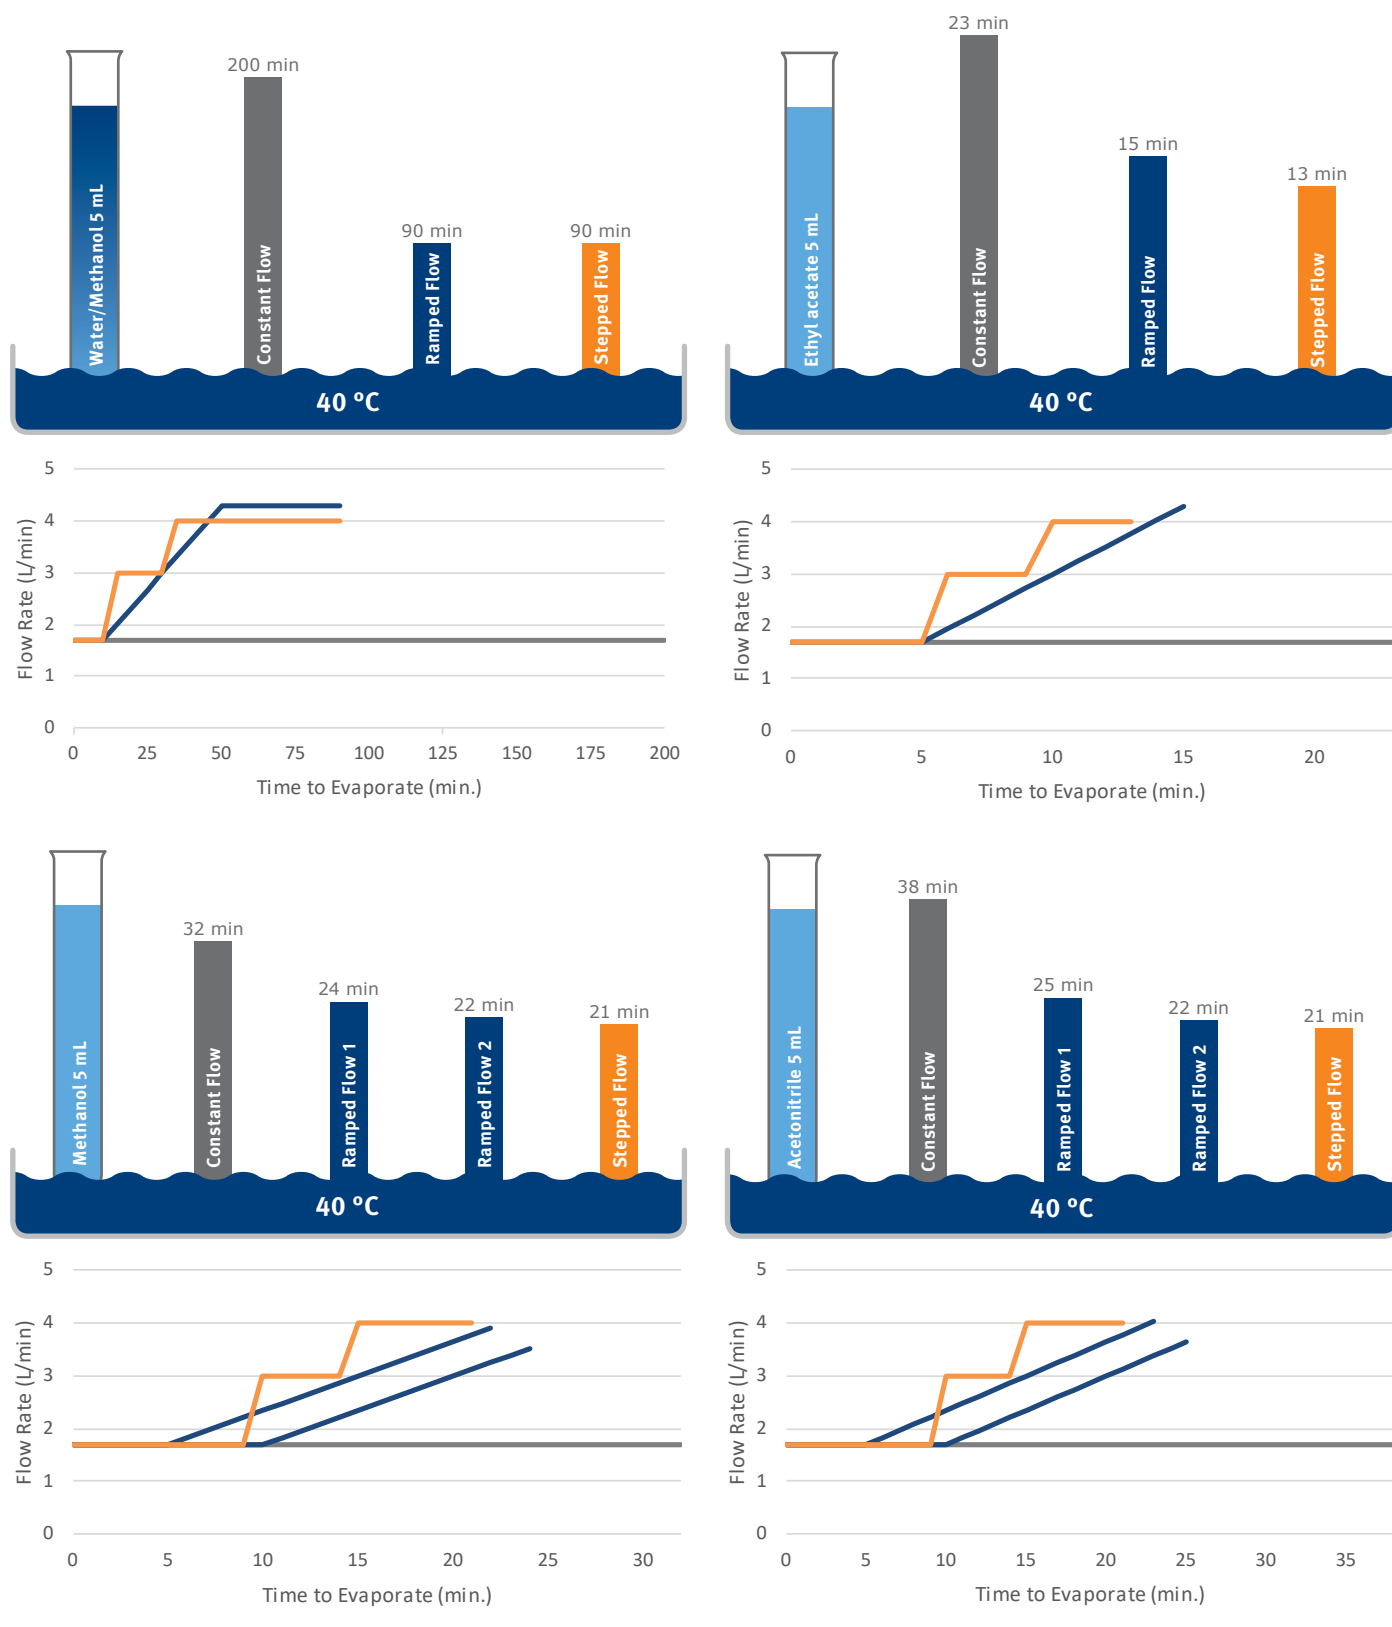 200 min
90 min
90 min
Water/Methanol 5 mL
Constant Flow
Ramped Flow
Stepped Flow
40 ºC
5
4
3
2
1
0
Flow Rate (L/min)
0 25 50 75 100 125 150 175 200
Time to Evaporate (min.)
23 min
15 min
13 min
Ethyl acetate 5 mL
Constant Flow
Ramped Flow
Stepped Flow
40 ºC
5
4
3
2
1
0
Flow Rate (L/min)
0 5 10 15 20
Time to Evaporate (min.)
32 min
24 min
22 min
21 min
Methanol 5 mL
Constant Flow
Ramped Flow 1
Ramped Flow 2
Stepped Flow
40 ºC
5
4
3
2
1
0
Flow Rate (L/min)
0 5 10 15 20 25 30
Time to Evaporate (min.)
38 min
25 min
22 min
21 min
Acetonitrile 5 mL
Constant Flow
Ramped Flow 1
Ramped Flow 2
Stepped Flow
40 ºC
5
4
3
2
1
0
Flow Rate (L/min)
0 5 10 15 20 25 30 35
Time to Evaporate (min.)